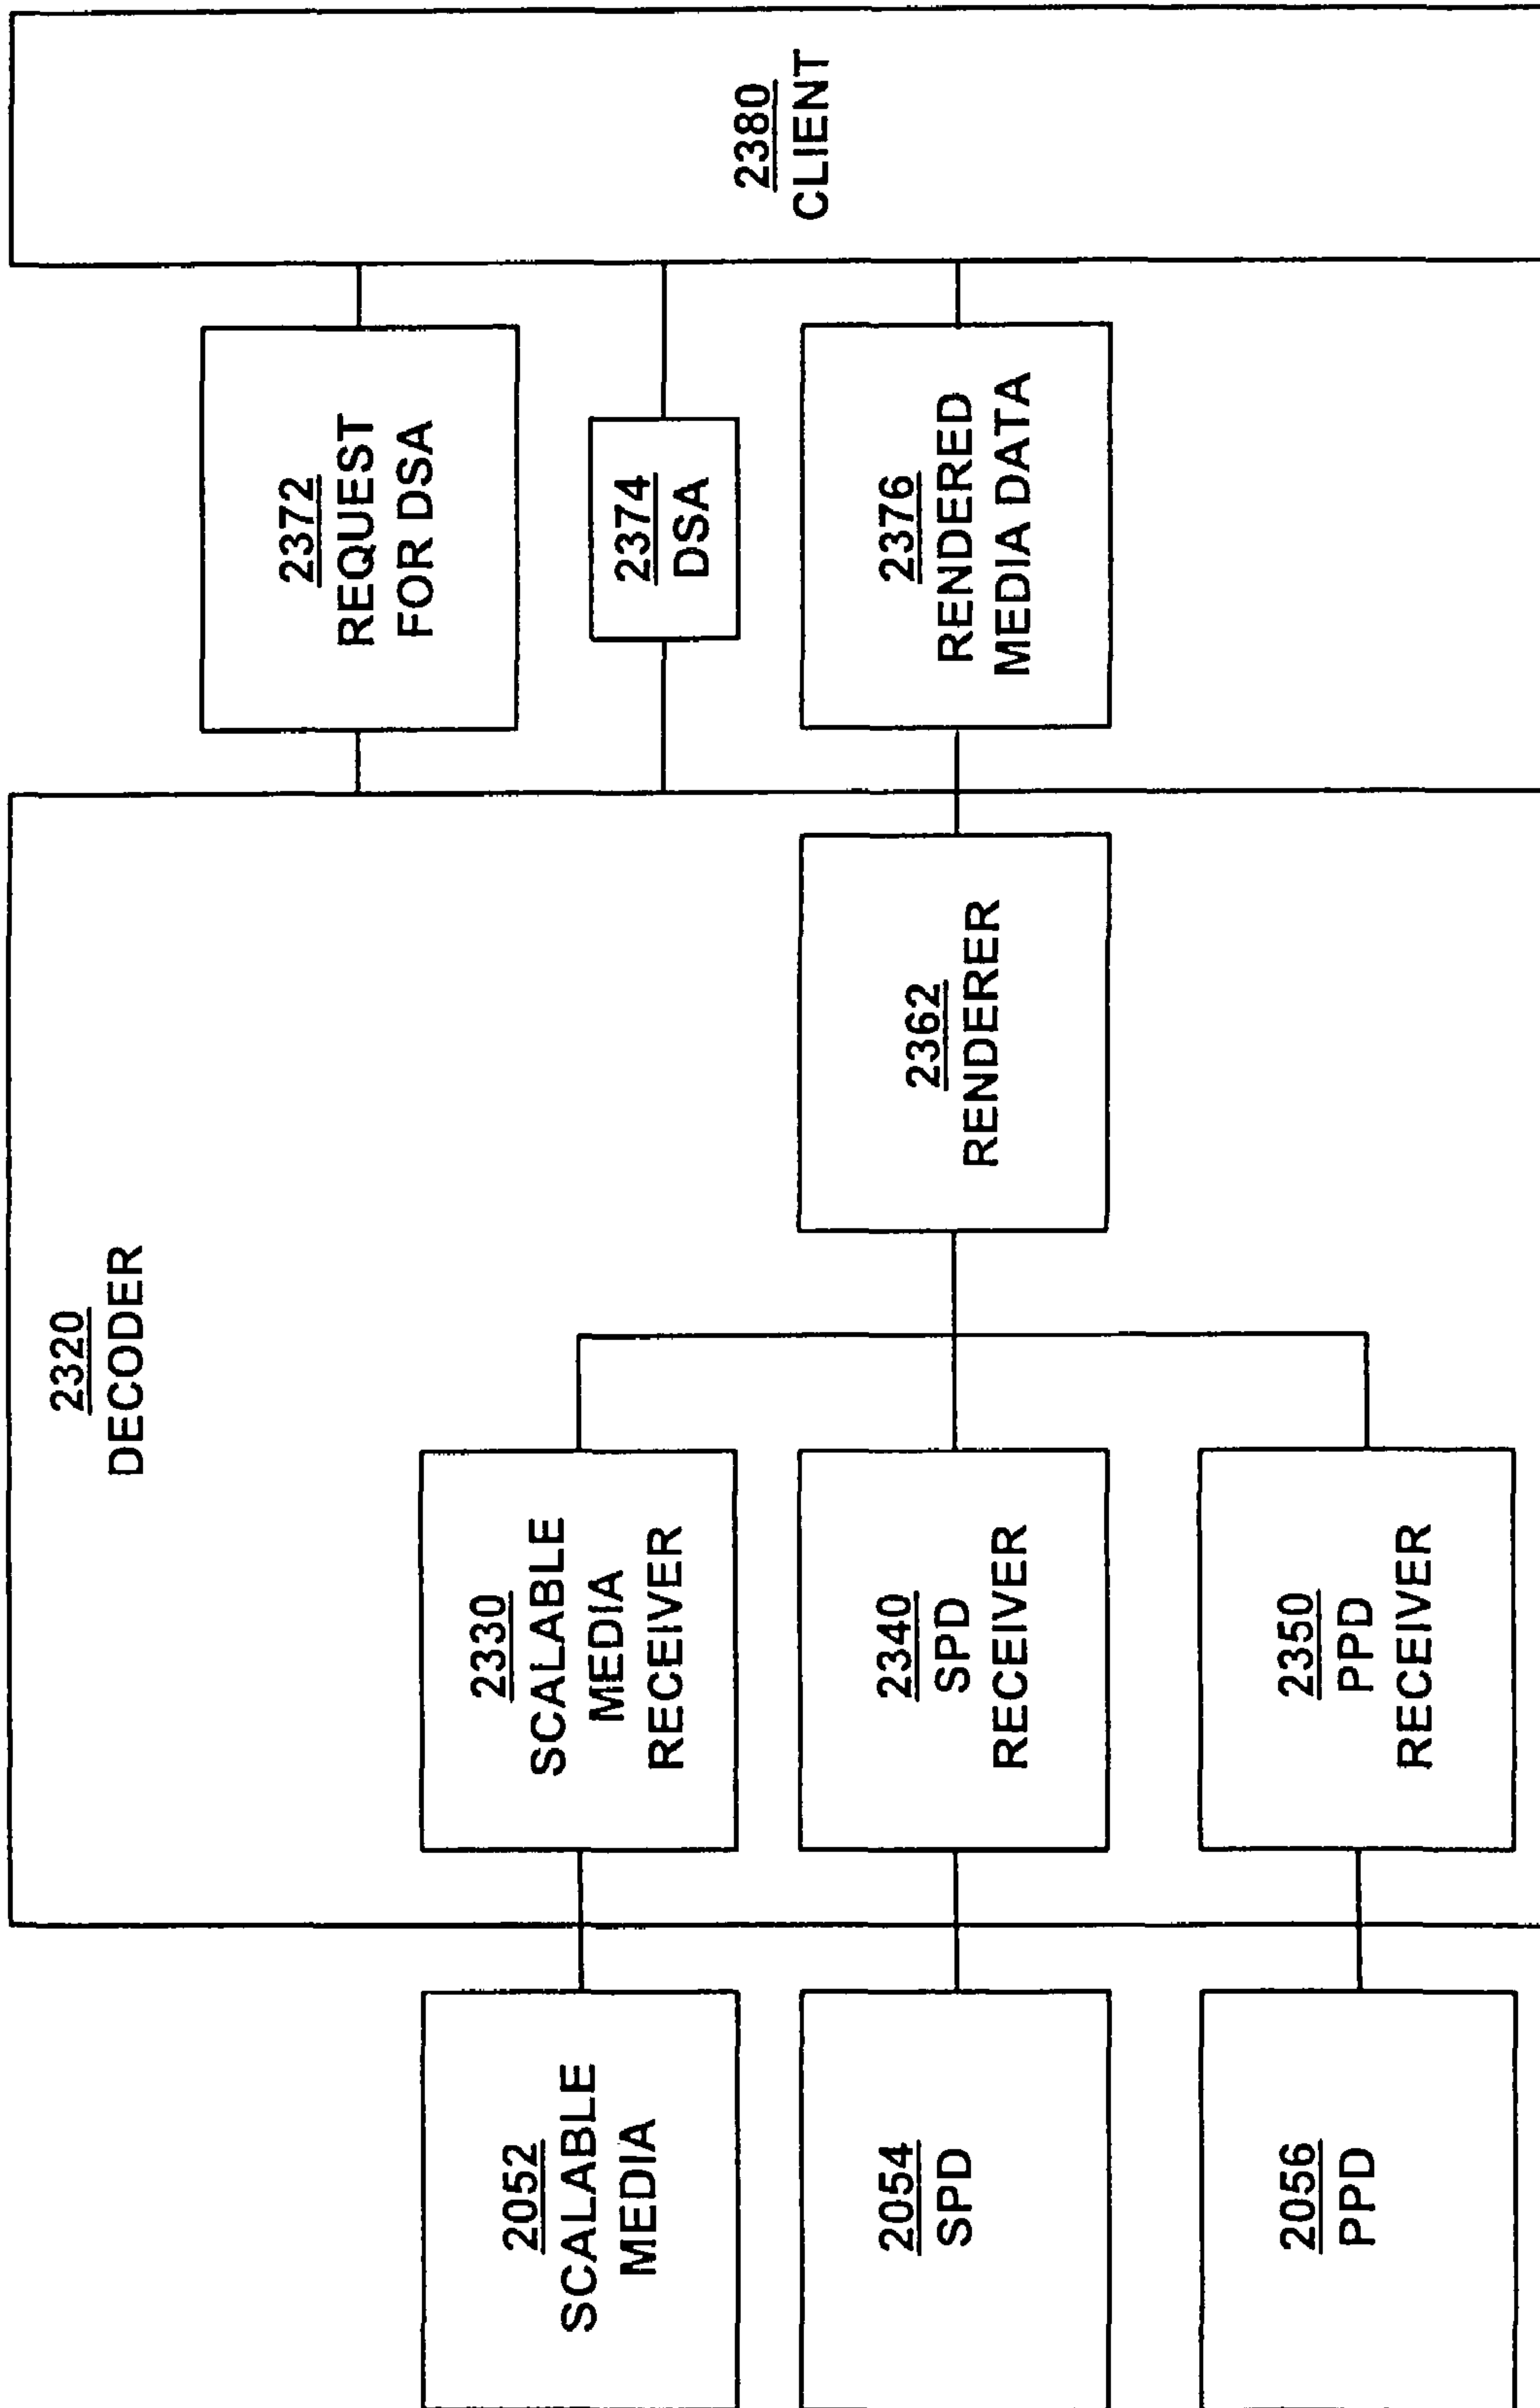 2320
DECODER
2052
SCALABLE
MEDIA
2330
SCALABLE
MEDIA
RECEIVER
2372
REQUEST
FOR DSA
2374
DSA
2054
SPD
2340
SPD
RECEIVER
2362
RENDERER
2376
RENDERED
MEDIA DATA
2380
CLIENT
2056
PPD
2350
PPD
RECEIVER